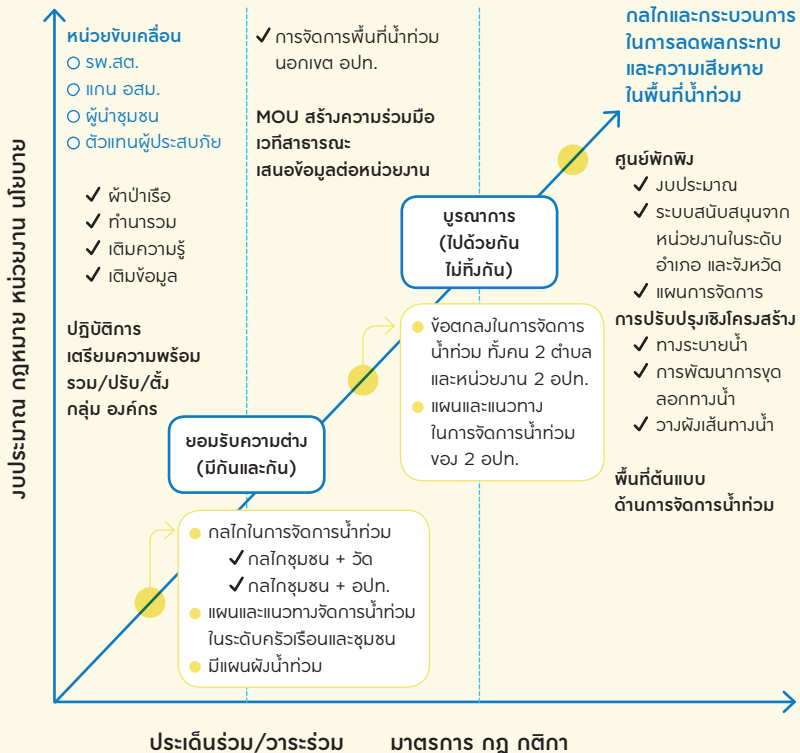 งบประมาณ กฎหมาย หน่วยงาน นโยบาย
หน่วยขับเคลื่อน
รพ.สต.
แกน อสม.
ผู้นำชุมชน
ตัวแทนผู้ประสบภัย
✓ ผ้าป่าเรือ
✓ ทำนารวม
✓ เติมความรู้
✓ เติมข้อมูล
ปฏิบัติการ
เตรียมความพร้อม
รวม/ปรับ/ตั้ง
กลุ่ม องค์กร
✓ การจัดการพื้นที่น้ำท่วม
นอกเขต อปท.
MOU สร้างความร่วมมือ
เวทีสาธารณะ
เสนอข้อมูลต่อหน่วยงาน
กลไกและกระบวนการ
ในการลดผลกระทบ
และความเสียหาย
ในพื้นที่น้ำท่วม
ศูนย์พักพิง
✓ งบประมาณ
✓ ระบบสนับสนุนจาก
หน่วยงานในระดับ
อำเภอ และจังหวัด
✓ แผนการจัดการ
การปรับปรุงเชิงโครงสร้าง
✓ ทางระบายน้ำ
✓ การพัฒนาการขุด
ลอกทางน้ำ
✓ วางผังเส้นทางน้ำ
พื้นที่ต้นแบบ
ด้านการจัดการน้ำท่วม
บูรณาการ
(ไปด้วยกัน
ไม่ทิ้งกัน)
ข้อตกลงในการจัดการ
น้ำท่วม ทั้งคน 2 ตำบล
และหน่วยงาน 2 อปท.
แผนและแนวทาง
ในการจัดการน้ำท่วม
ของ 2 อปท.
ยอมรับความต่าง
(มีกันและกัน)
กลไกในการจัดการน้ำท่วม
✓ กลไกชุมชน + วัด
✓ กลไกชุมชน + อปท.
แผนและแนวทางจัดการน้ำท่วม
ในระดับครัวเรือนและชุมชน
มีแผนผังน้ำท่วม
ประเด็นร่วม/วาระร่วม
มาตรการ กฎ กติกา